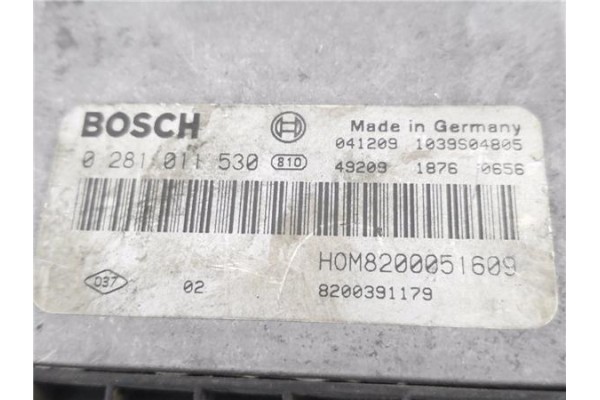 BOSCH
Made in Germany
041209 1039S04805
0 281 011 530 810
49209 1876 0656
HOM8200051609
037 02
8200391179